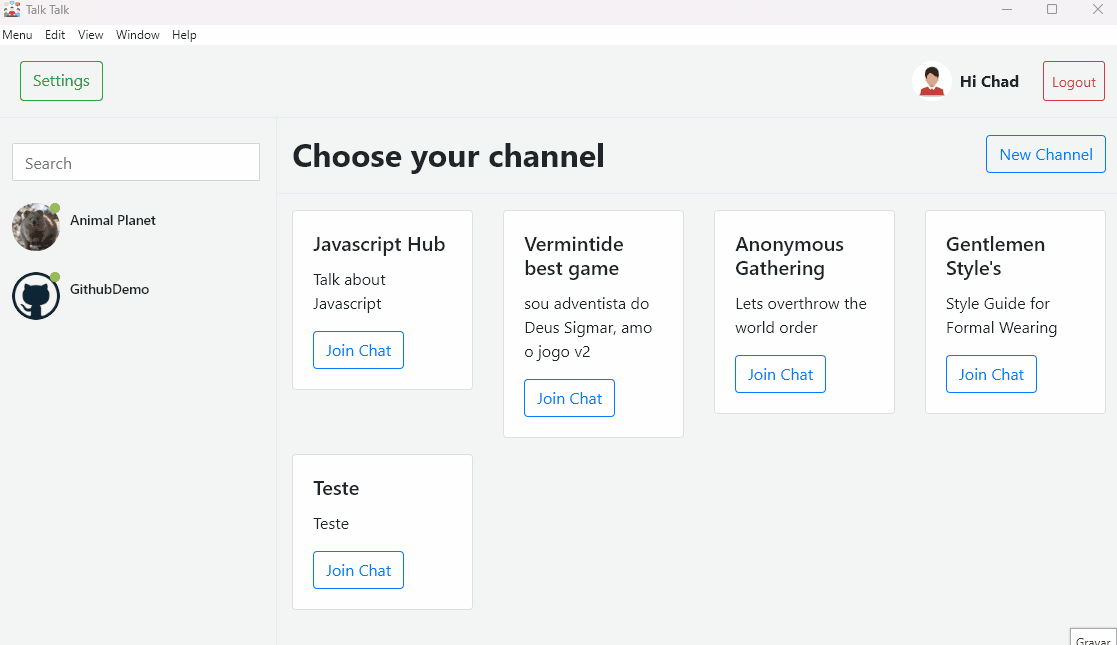 Talk Talk
Menu Edit View Window Help
Settings
Hi Chad
Logout
Search
Animal Planet
GithubDemo
Choose your channel
New Channel
Javascript Hub
Talk about
Javascript
Join Chat
Vermintide
best game
sou adventista do
Deus Sigmar, amo
o jogo v2
Join Chat
Anonymous
Gathering
Lets overthrow the
world order
Join Chat
Gentlemen
Style's
Style Guide for
Formal Wearing
Join Chat
Teste
Teste
Join Chat
Gravar